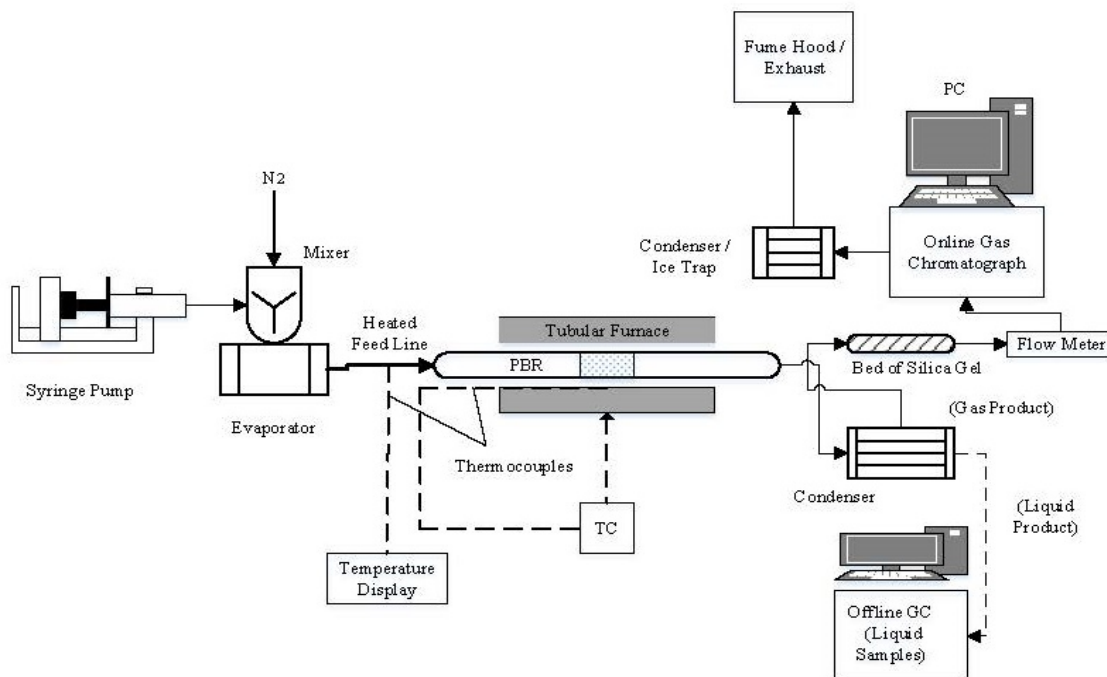 Fume Hood /
Exhaust
PC
N2
Mixer
Condenser /
Ice Trap
Online Gas
Chromatograph
Heated
Feed Line
Tubular Furnace
PBR
Flow Meter
Bed of Silica Gel
Syringe Pump
Evaporator
(Gas Product)
Thermocouples
Condenser
(Liquid
Product)
TC
Temperature
Display
Offline GC
(Liquid
Samples)